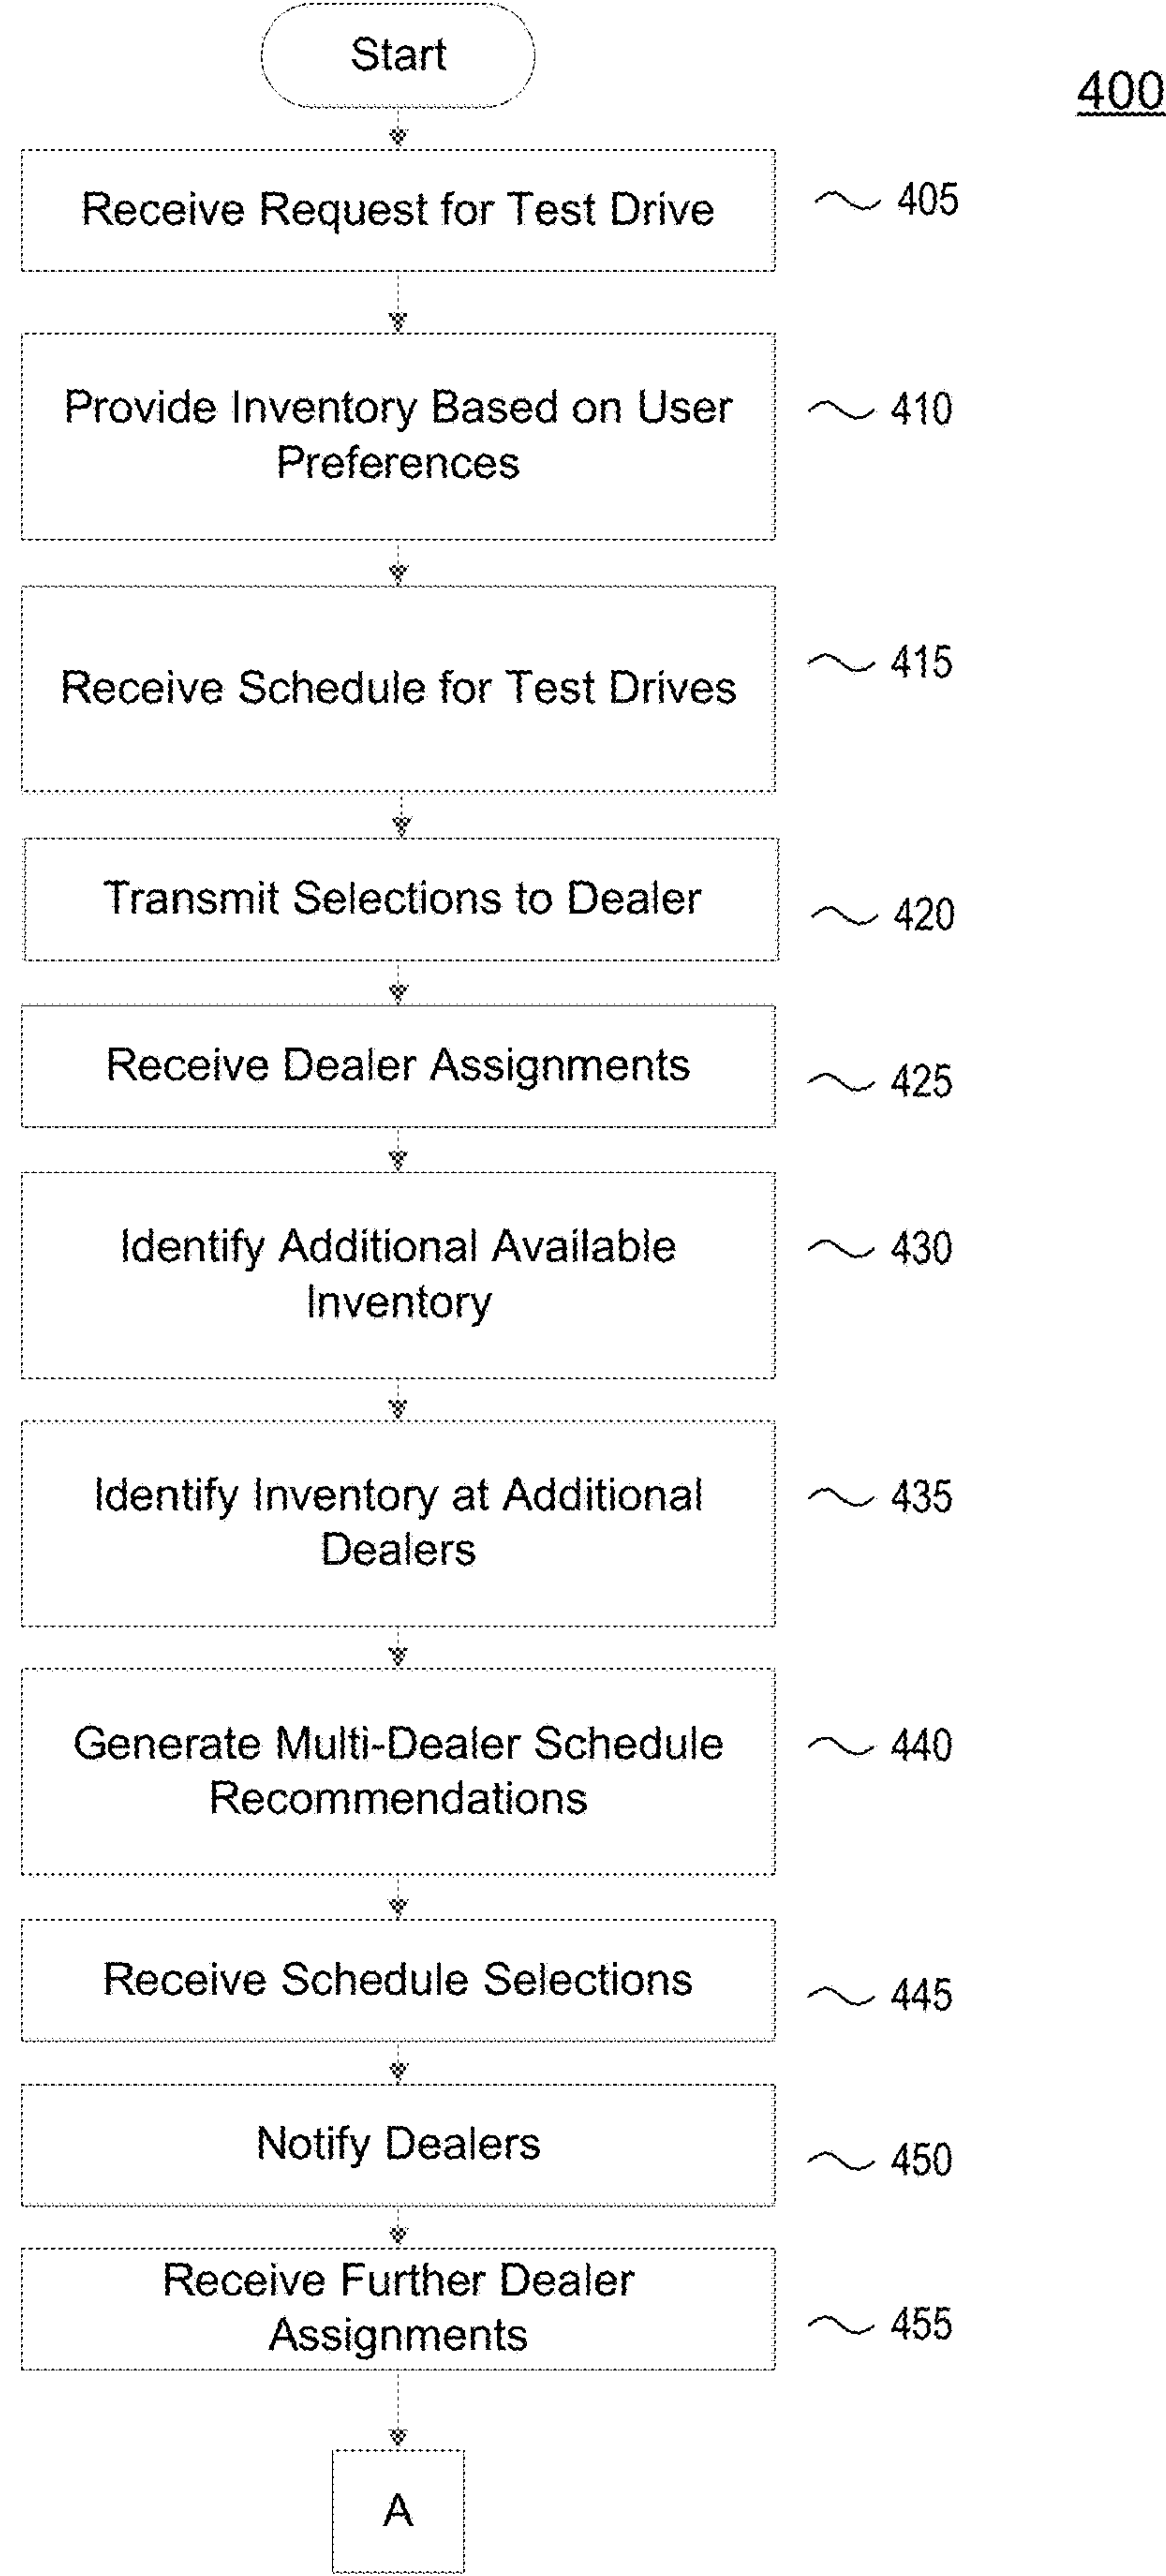 Start
400
Receive Request for Test Drive
405
Provide Inventory Based on User
Preferences
410
Receive Schedule for Test Drives
415
Transmit Selections to Dealer
420
Receive Dealer Assignments
425
Identify Additional Available
Inventory
430
Identify Inventory at Additional
Dealers
435
Generate Multi-Dealer Schedule
Recommendations
440
Receive Schedule Selections
445
Notify Dealers
450
Receive Further Dealer
Assignments
455
A